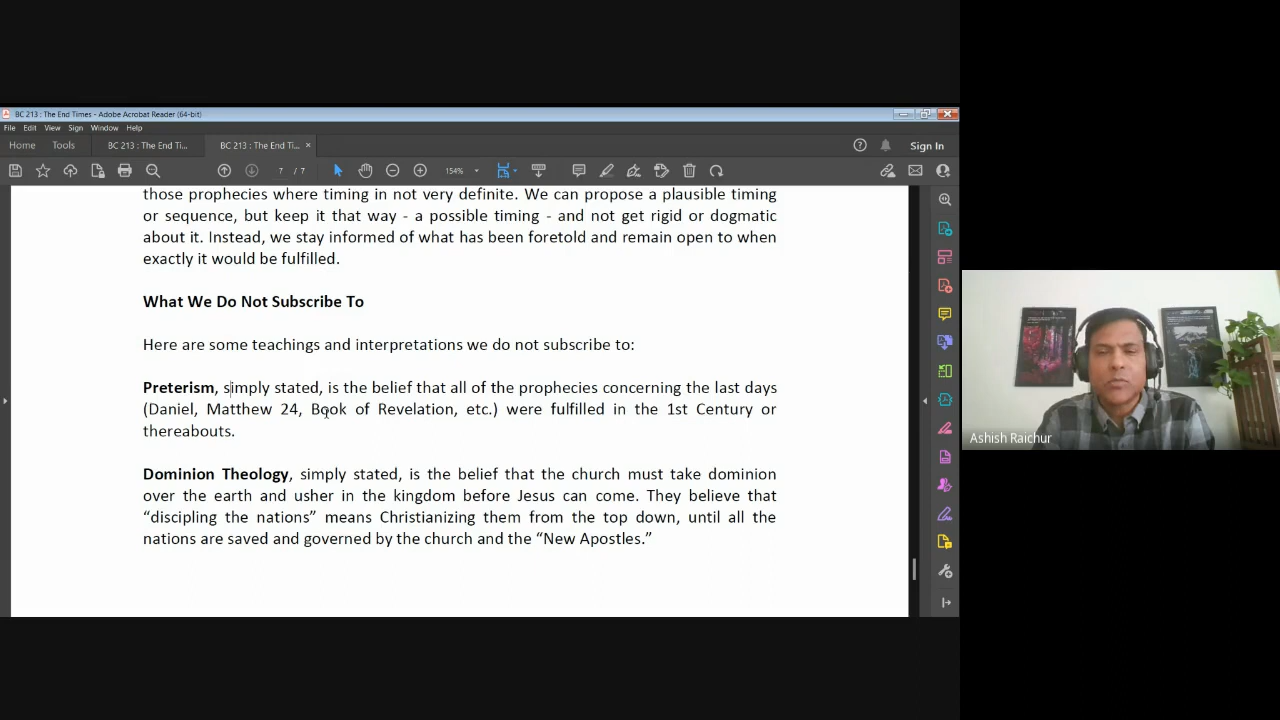 BC 213 : The End Times - Adobe Acrobat Reader (64-bit)
File Edit View Sign Window Help
Home Tools BC 213 : The End Ti... BC 213 : The End Ti... × Sign In
7 / 7 154%
those prophecies where timing in not very definite. We can propose a plausible timing
or sequence, but keep it that way - a possible timing - and not get rigid or dogmatic
about it. Instead, we stay informed of what has been foretold and remain open to when
exactly it would be fulfilled.
What We Do Not Subscribe To
Here are some teachings and interpretations we do not subscribe to:
Preterism, simply stated, is the belief that all of the prophecies concerning the last days
(Daniel, Matthew 24, Book of Revelation, etc.) were fulfilled in the 1st Century or
thereabouts.
Dominion Theology, simply stated, is the belief that the church must take dominion
over the earth and usher in the kingdom before Jesus can come. They believe that
“discipling the nations” means Christianizing them from the top down, until all the
nations are saved and governed by the church and the “New Apostles.”
Ashish Raichur